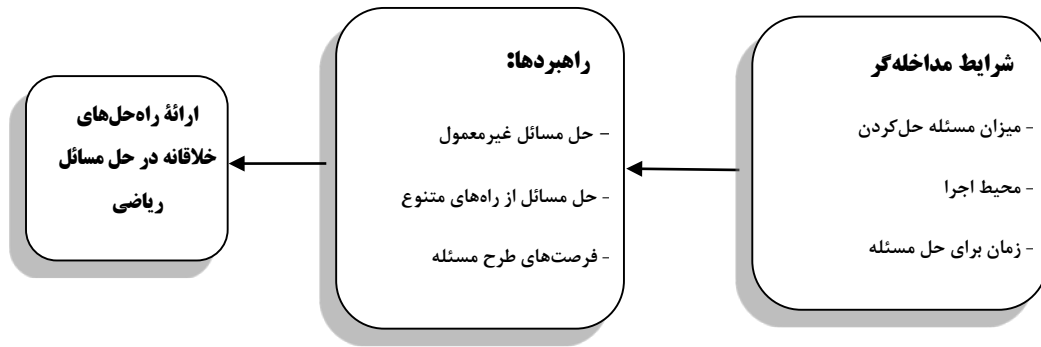 شرایط مداخله‌گر
- میزان مسئله حل‌کردن
- محیط اجرا
- زمان برای حل مسئله
راهبردها:
- حل مسائل غیرمعمول
- حل مسائل از راه‌های متنوع
- فرصت‌های طرح مسئله
ارائهٔ راه‌حل‌های
خلاقانه در حل مسائل
ریاضی